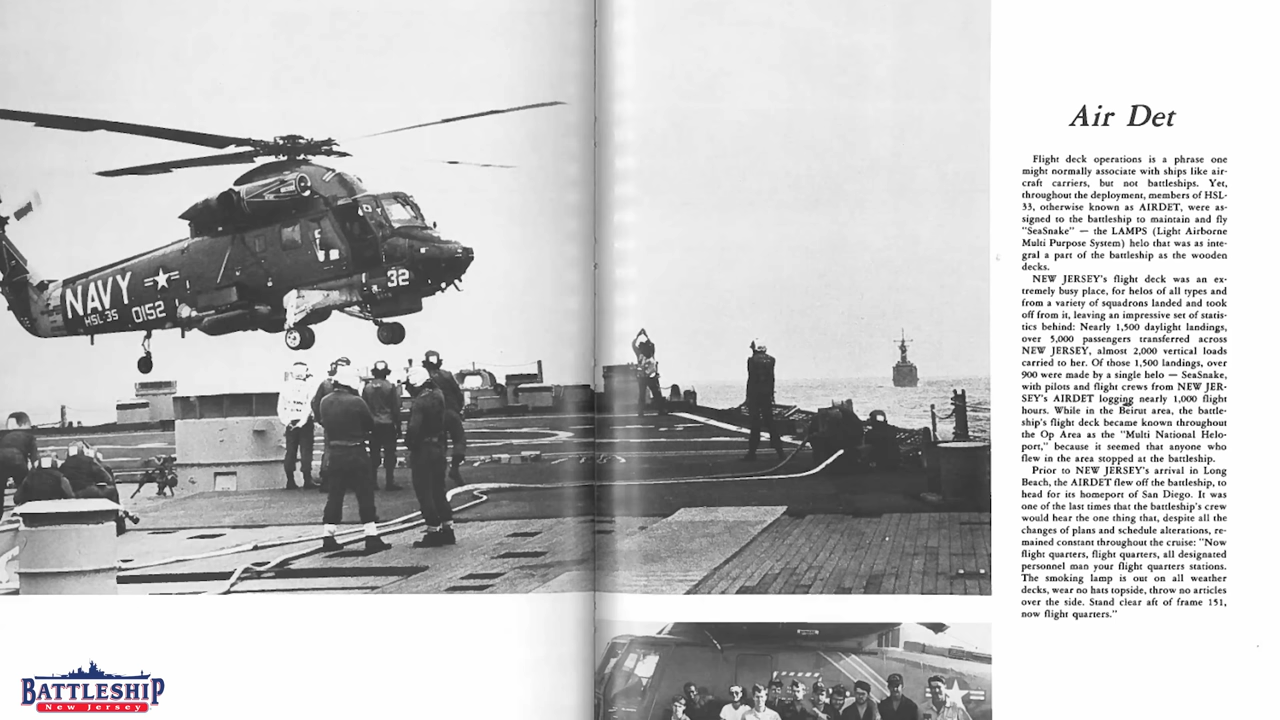 NAVY
HSL-35 0152
32
Air Det
Flight deck operations is a phrase one
might normally associate with ships like air-
craft carriers, but not battleships. Yet,
throughout the deployment, members of HSL-
33, otherwise known as AIRDET, were as-
signed to the battleship to maintain and fly
"SeaSnake" — the LAMPS (Light Airborne
Multi Purpose System) helo that was as inte-
gral a part of the battleship as the wooden
decks.
NEW JERSEY's flight deck was an ex-
tremely busy place, for helos of all types and
from a variety of squadrons landed and took
off from it, leaving an impressive set of statis-
tics behind: Nearly 1,500 daylight landings,
over 5,000 passengers transferred across
NEW JERSEY, almost 2,000 vertical loads
carried to her. Of those 1,500 landings, over
900 were made by a single helo — SeaSnake,
with pilots and flight crews from NEW JER-
SEY's AIRDET logging nearly 1,000 flight
hours. While in the Beirut area, the battle-
ship's flight deck became known throughout
the Op Area as the "Multi National Helo-
port," because it seemed that anyone who
flew in the area stopped at the battleship.
Prior to NEW JERSEY's arrival in Long
Beach, the AIRDET flew off the battleship, to
head for its homeport of San Diego. It was
one of the last times that the battleship's crew
would hear the one thing that, despite all the
changes of plans and schedule alterations, re-
mained constant throughout the cruise: "Now
flight quarters, flight quarters, all designated
personnel man your flight quarters stations.
The smoking lamp is out on all weather
decks, wear no hats topside, throw no articles
over the side. Stand clear aft of frame 151,
now flight quarters."
BATTLESHIP
New Jersey